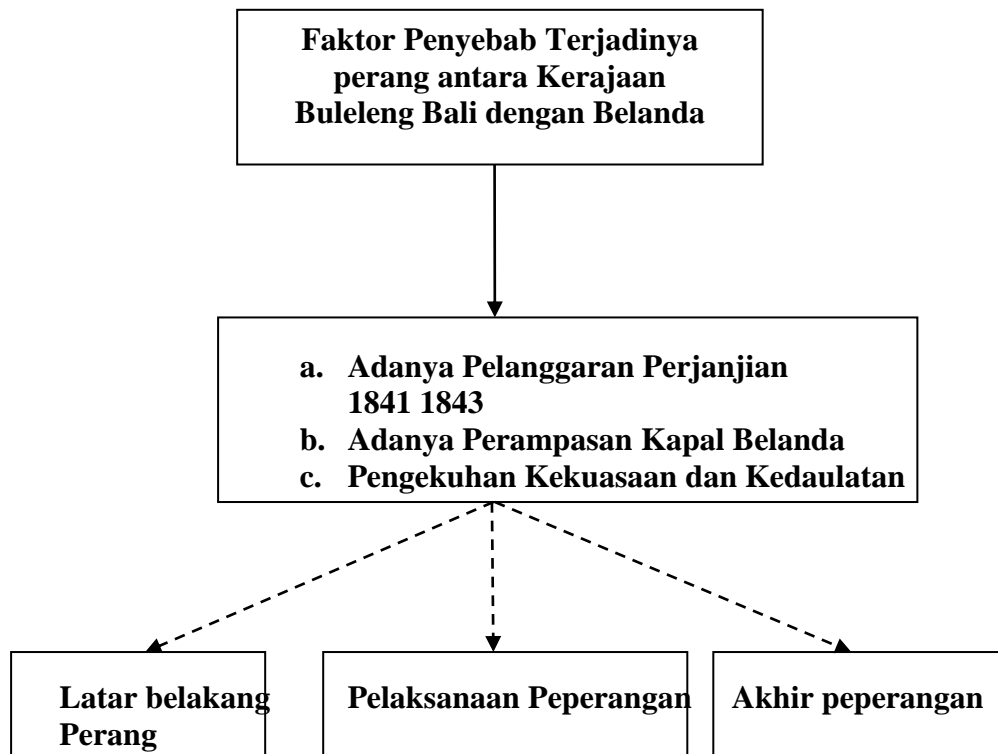 Faktor Penyebab Terjadinya
perang antara Kerajaan
Buleleng Bali dengan Belanda
a. Adanya Pelanggaran Perjanjian
1841 1843
b. Adanya Perampasan Kapal Belanda
c. Pengekuhan Kekuasaan dan Kedaulatan
Latar belakang
Perang
Pelaksanaan Peperangan
Akhir peperangan